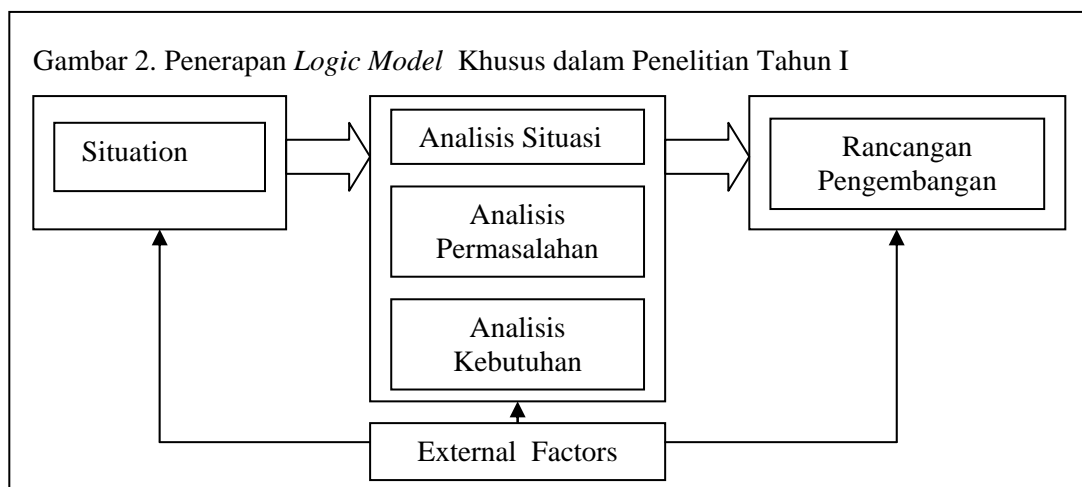 Gambar 2. Penerapan Logic Model Khusus dalam Penelitian Tahun I
Situation
Analisis Situasi
Analisis
Permasalahan
Analisis
Kebutuhan
Rancangan
Pengembangan
External Factors